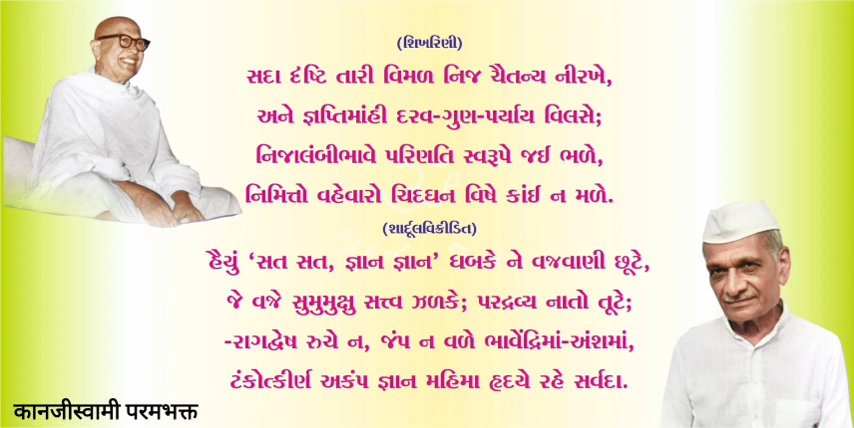 (શિખરિણી)
સદા દૃષ્ટિ તારી વિમળ નિજ ચૈતન્ય નીરખે,
અને જ્ઞપ્તિમાંહી દરવ-ગુણ-પર્યાય વિલસે;
નિજાલંબીભાવે પરિણતિ સ્વરૂપે જઈ ભળે,
નિમિત્તો વહેવારો ચિદઘન વિષે કાંઈ ન મળે.
(શાર્દૂલવિક્રીડિત)
હૈયું ‘સત સત, જ્ઞાન જ્ઞાન’ ધબકે ને વજવાણી છૂટે,
જે વજે સુમુમુક્ષુ સત્ત્વ ઝળકે; પરદ્રવ્ય નાતો તૂટે;
-રાગદ્વેષ રુચે ન, જંપ ન વળે ભાવેંદ્રિમાં-અંશમાં,
ટંકોત્કીર્ણ અકંપ જ્ઞાન મહિમા હૃદયે રહે સર્વદા.
कानजीस्वामी परमभक्त